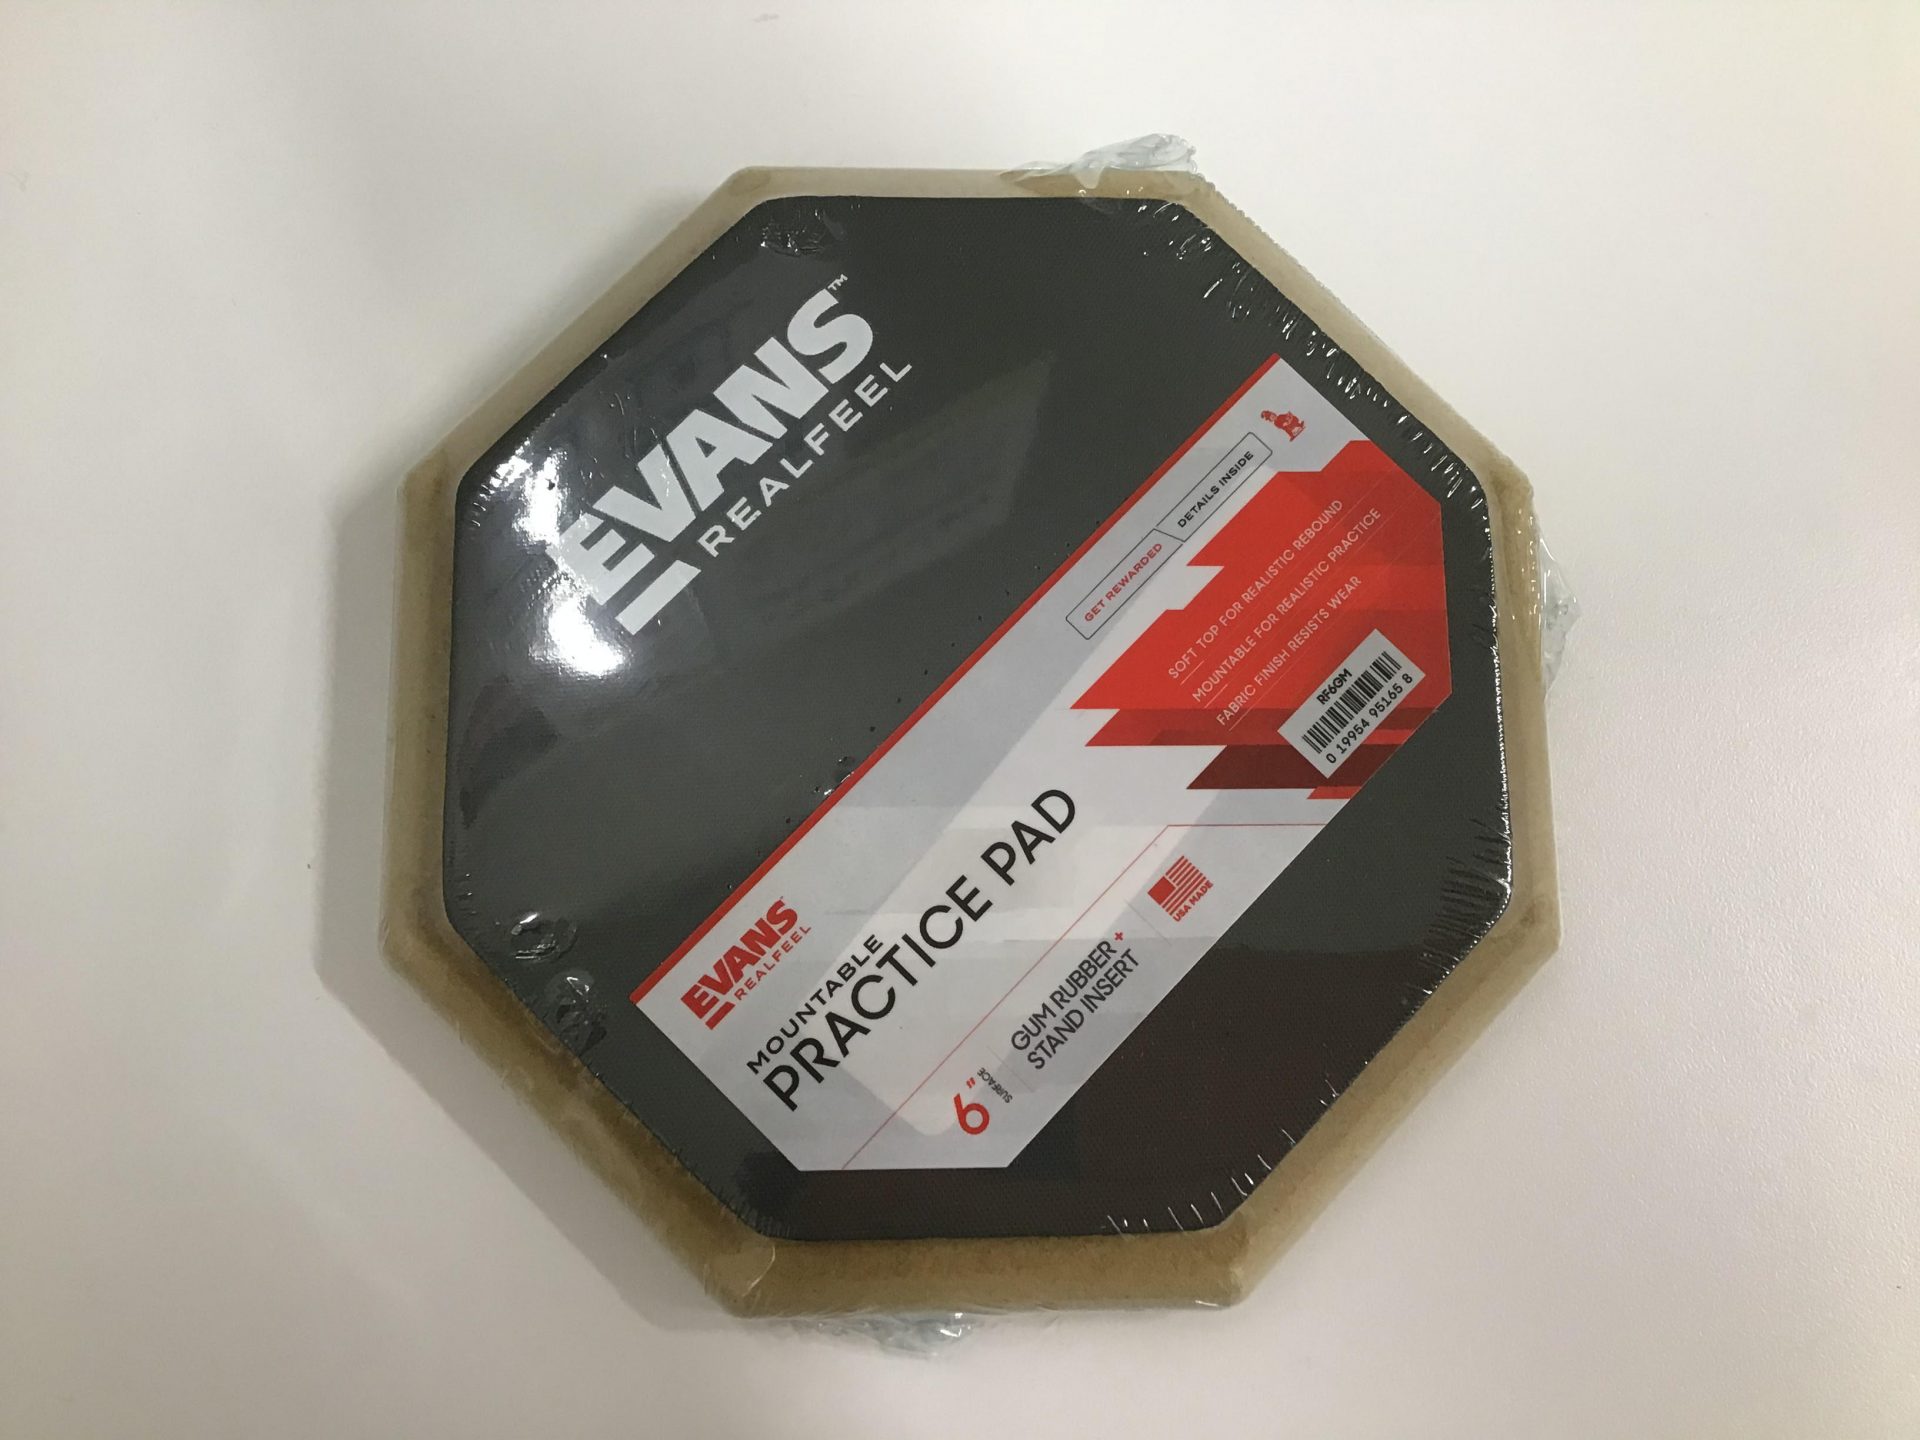 EVANS™
REALFEEL
GET REWARDED DETAILS INSIDE
SOFT TOP FOR REALISTIC REBOUND
MOUNTABLE FOR REALISTIC PRACTICE
FABRIC FINISH RESISTS WEAR
RF6GM
0 19954 95165 8
EVANS
REALFEEL
MOUNTABLE
PRACTICE PAD
6" SURFACE
GUM RUBBER +
STAND INSERT
USA MADE